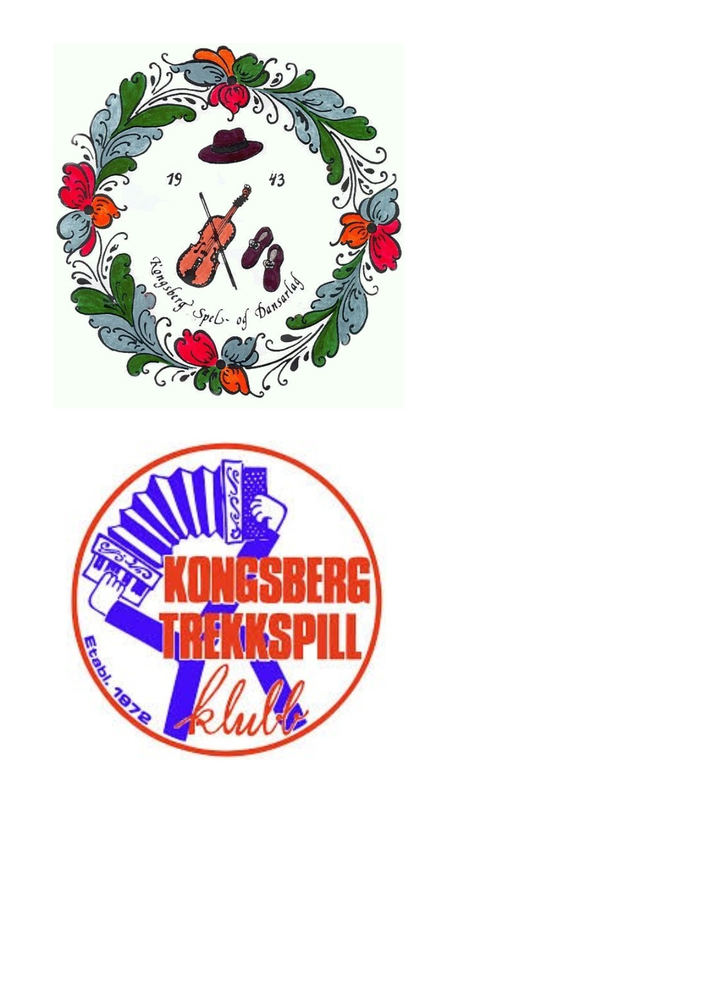 19 43
Kongsberg Spel- og Dansarlag
KONGSBERG
TREKKSPILL
klubb
Etabl. 1972